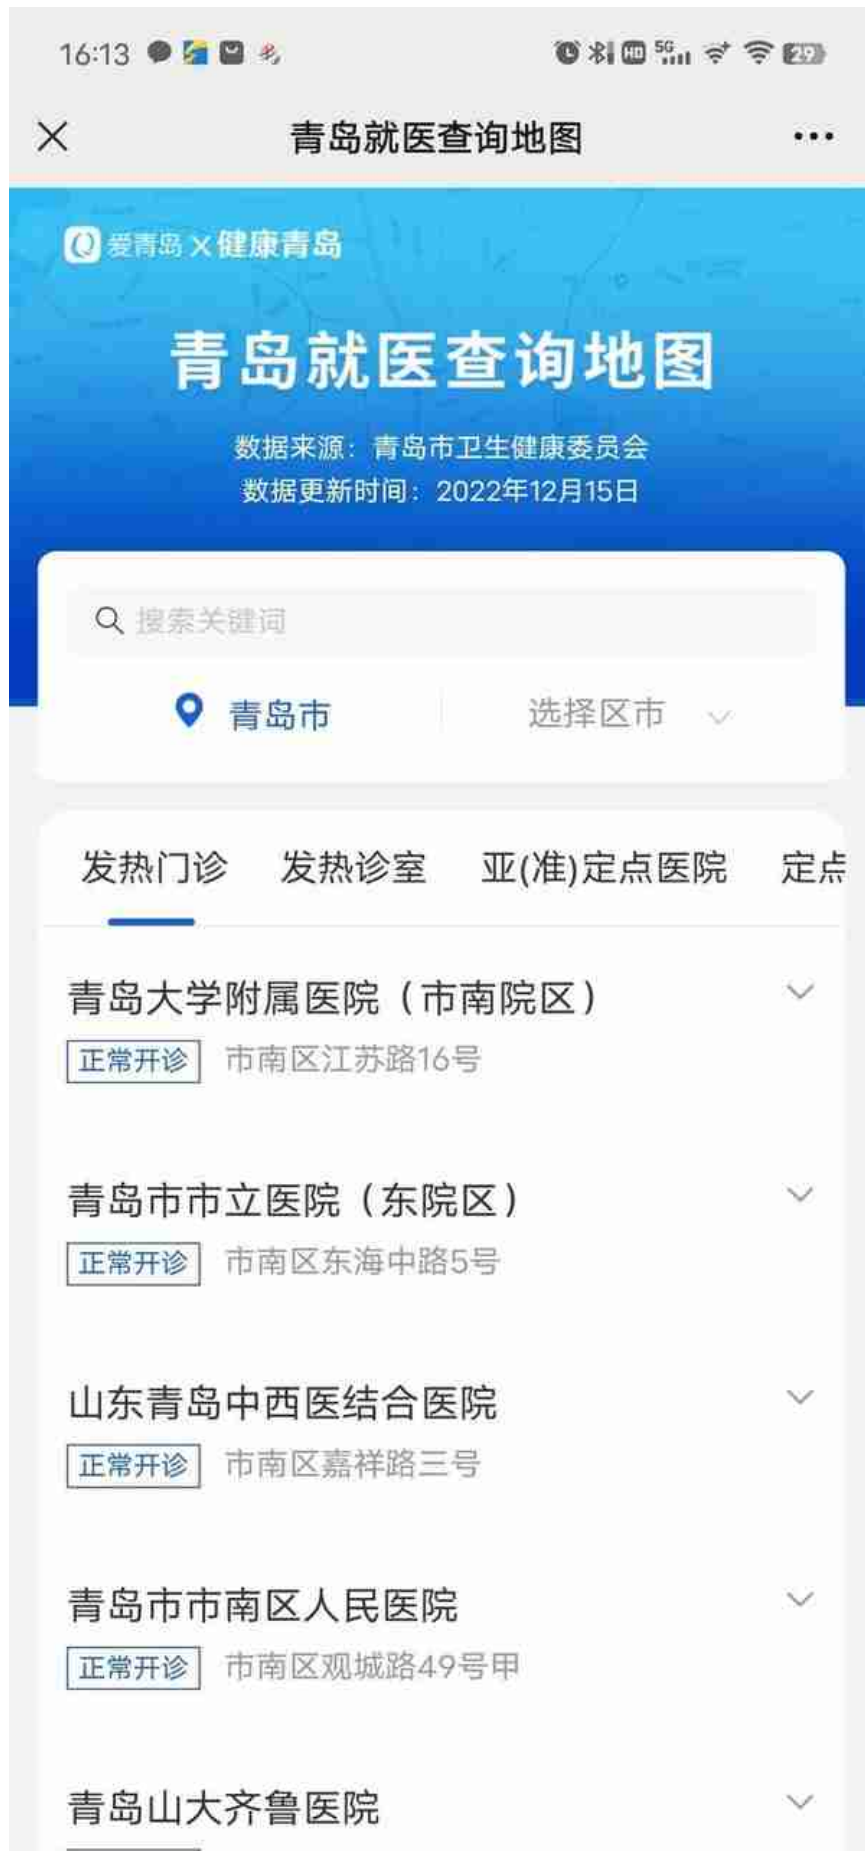 16:13
HD 5G 29
青岛就医查询地图
爱青岛×健康青岛
青岛就医查询地图
数据来源：青岛市卫生健康委员会
数据更新时间：2022年12月15日
搜索关键词
青岛市 选择区市
发热门诊 发热诊室 亚(准)定点医院 定点
青岛大学附属医院（市南院区）
正常开诊 市南区江苏路16号
青岛市市立医院（东院区）
正常开诊 市南区东海中路5号
山东青岛中西医结合医院
正常开诊 市南区嘉祥路三号
青岛市市南区人民医院
正常开诊 市南区观城路49号甲
青岛山大齐鲁医院